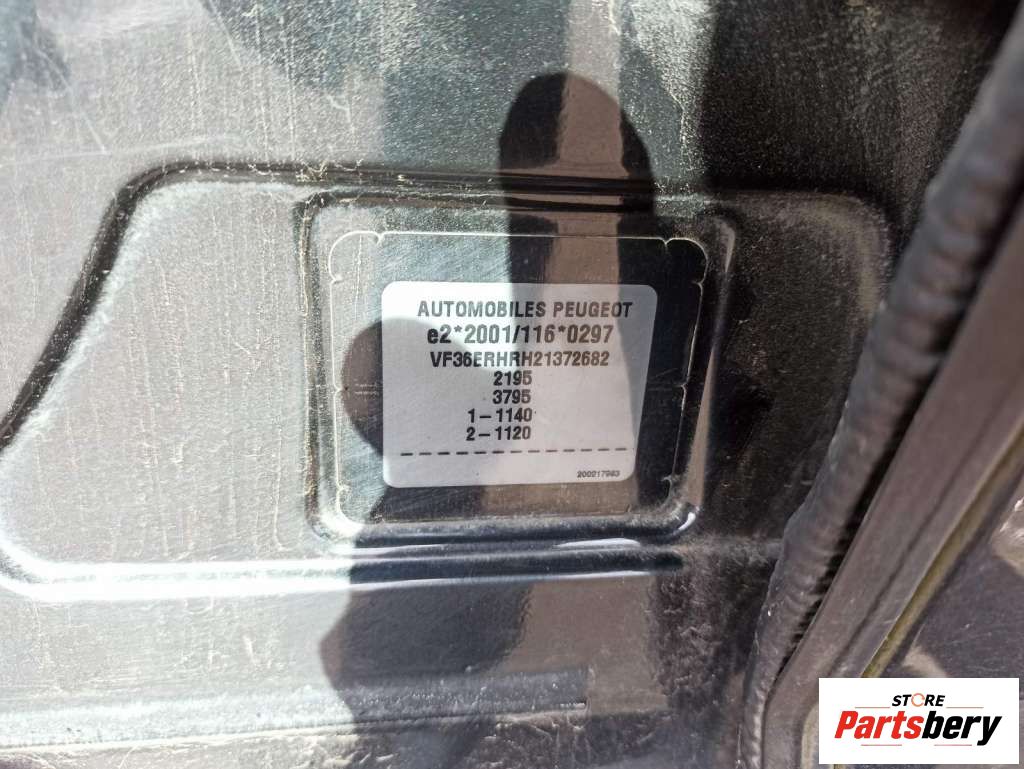 AUTOMOBILES PEUGEOT
e2*2001/116*0297
VF36ERHRH21372682
2195
3795
1-1140
2-1120
200217983
STORE
Partsbery